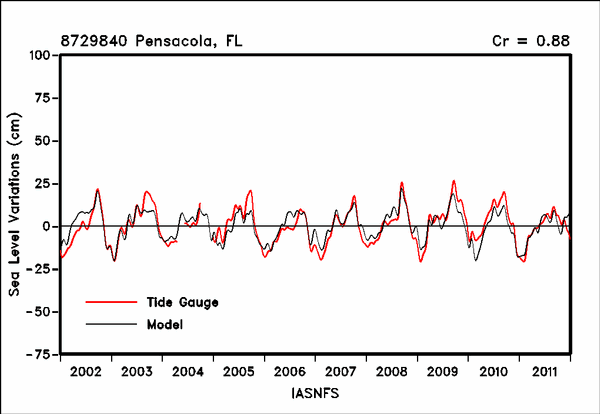 8729840 Pensacola, FL Cr = 0.88
100
75
50
25
0
-25
-50
-75
Sea Level Variations (cm)
Tide Gauge
Model
2002 2003 2004 2005 2006 2007 2008 2009 2010 2011
IASNFS